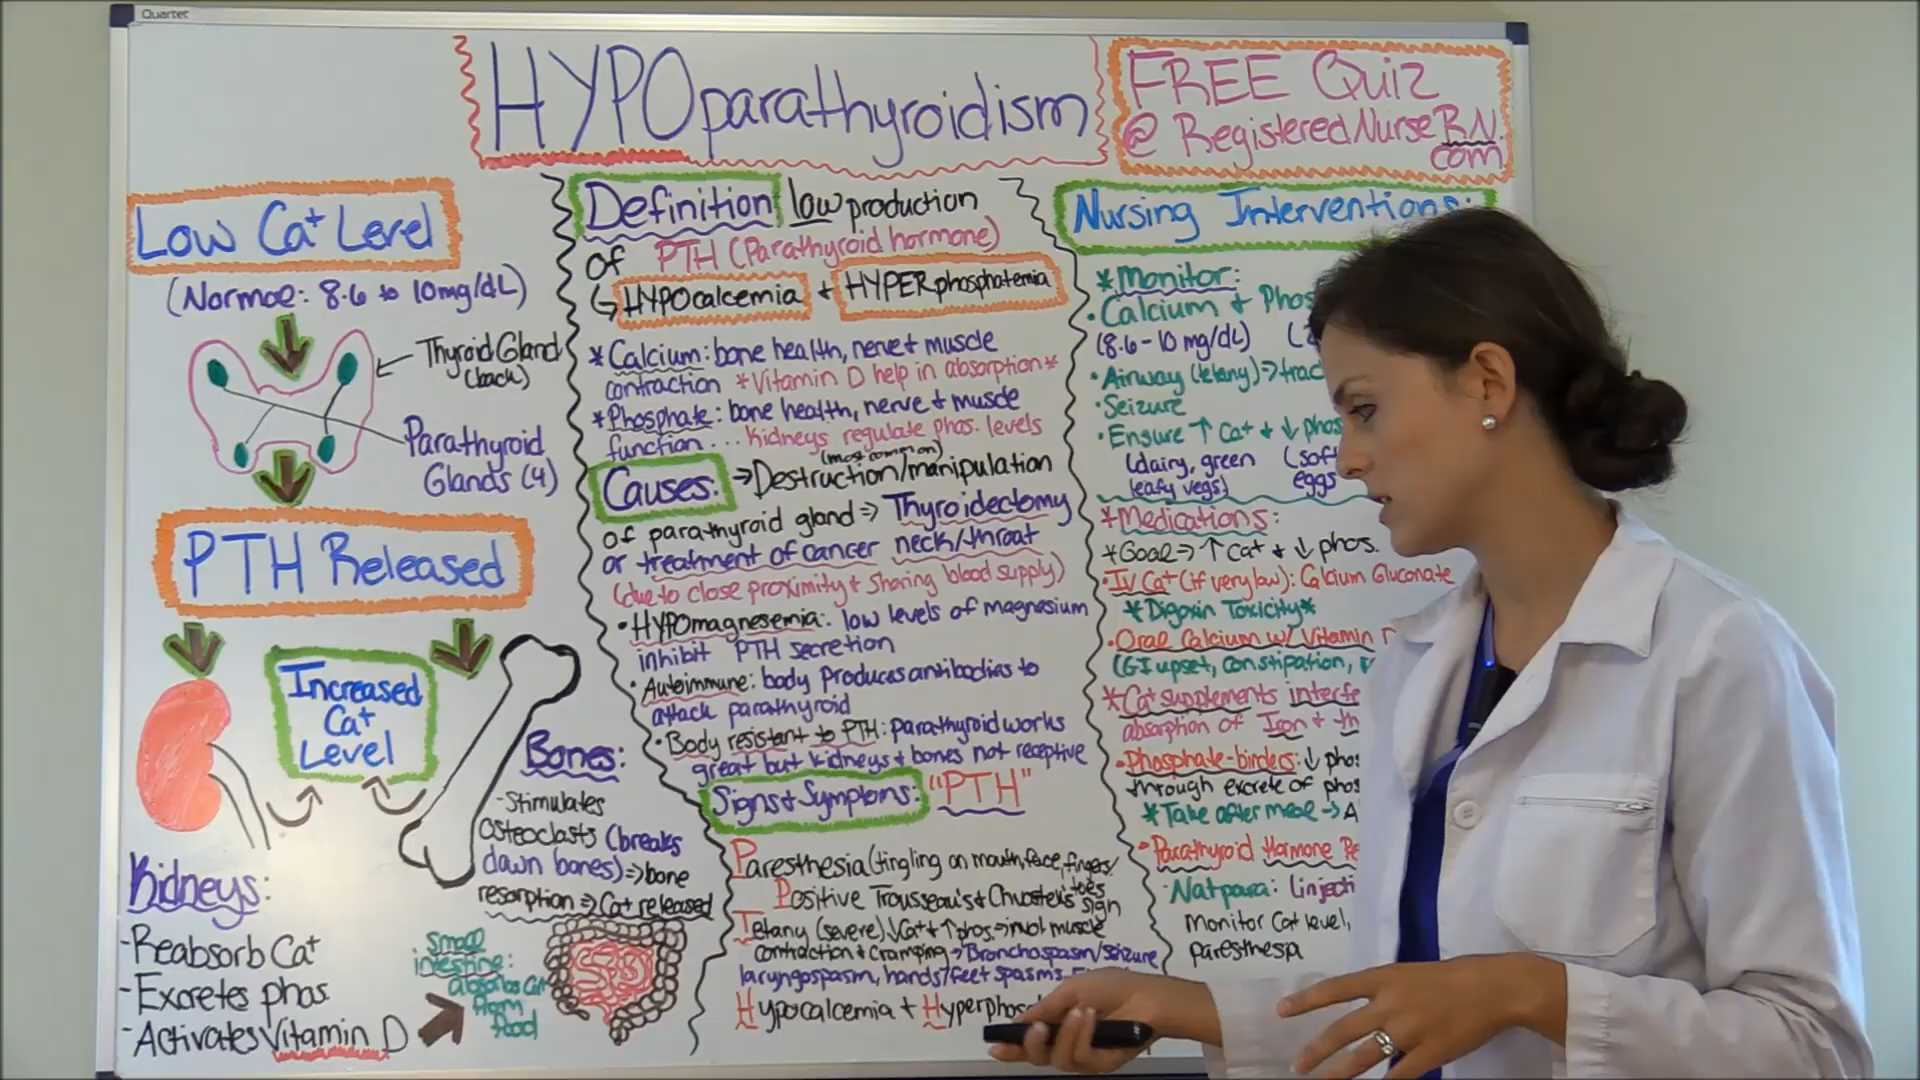 Quartet
HYPOparathyroidism
FREE Quiz
@ RegisteredNurseRN.
com
Low Ca+ Level
(Normal: 8.6 to 10mg/dL)
Thyroid Gland
(back)
Parathyroid
Glands (4)
PTH Released
Increased
Ca+
Level
Kidneys:
-Reabsorb Ca+
-Excretes phos
-Activates Vitamin D
Bones:
-Stimulates
osteoclasts (breaks
down bones)=>bone
resorption=>Ca+ released
small
intestine:
absorbs Ca+
from
food
Definition low production
of PTH (Parathyroid hormone)
HYPOcalcemia + HYPERphosphatemia
*Calcium: bone health, nerve + muscle
contraction *Vitamin D help in absorption*
*Phosphate: bone health, nerve + muscle
function... Kidneys regulate phos. levels
(most common)
Causes: →Destruction/manipulation
of parathyroid gland => Thyroidectomy
or treatment of cancer neck/throat
(due to close proximity + sharing blood supply)
•HYPOmagnesemia: low levels of magnesium
inhibit PTH secretion
•Autoimmune: body produces antibodies to
attack parathyroid
•Body resistant to PTH: parathyroid works
great but kidneys + bones not receptive
Signs + Symptoms: "PTH"
Paresthesia (tingling on mouth, face, fingers/
toes
Positive Trousseau's + Chvostek's sign
Tetany (severe) ↓Ca+ + ↑phos.=>invol muscle
contraction + cramping→Bronchospasm/seizure
laryngospasm, hands/feet spasms
Hypocalcemia + Hyperphos
Nursing Interventions:
*Monitor:
•Calcium + Phos
(8.6-10 mg/dL) (2
•Airway (tetany)=>trac
•Seizure
•Ensure ↑ Ca+ + ↓ phos
(dairy, green (soft
leafy vegs) eggs
*Medications:
*Goal=> ↑ Ca+ + ↓ phos.
•IV Ca+ (if very low): Calcium Gluconate
*Digoxin Toxicity*
•Oral Calcium w/ Vitamin
(GI upset, constipation,
*Ca+ supplements interfe
absorption of Iron + th
•Phosphate-binders: ↓ phos
through excrete of phos
*Take after meal → A
•Parathyroid Hormone Re
Natpara: (injecti
Monitor Ca+ level,
paresthesia